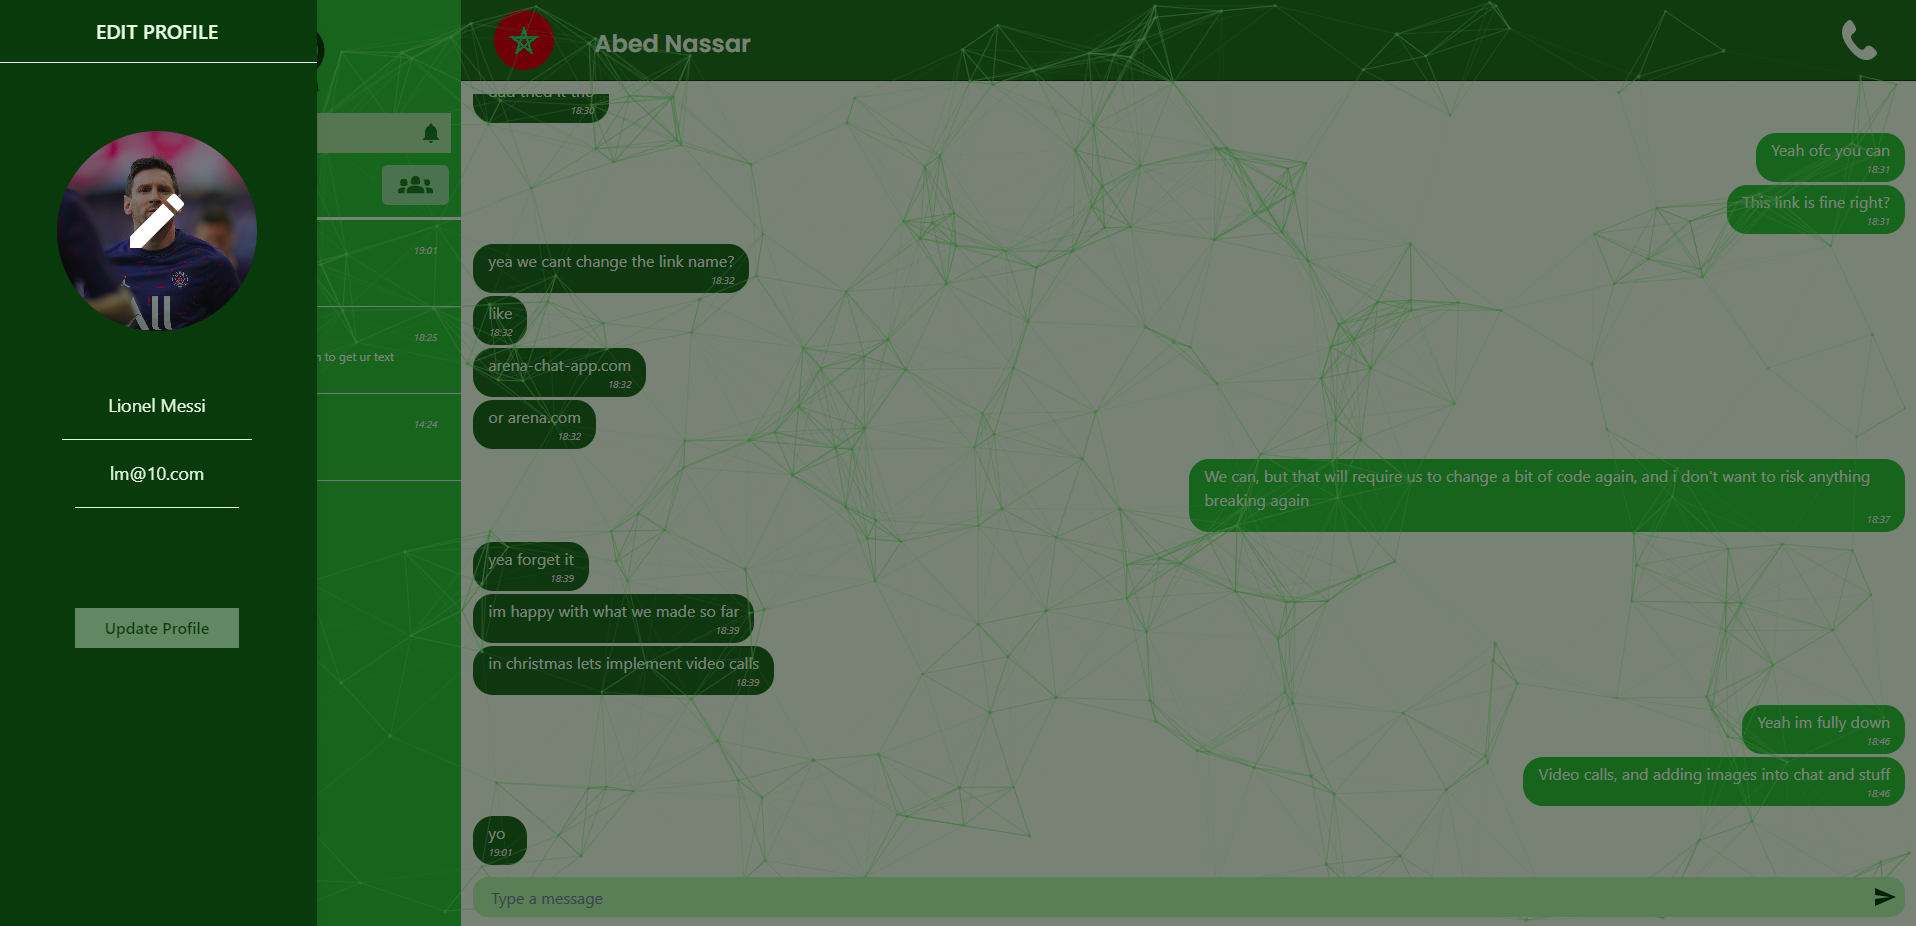 EDIT PROFILE
Lionel Messi
lm@10.com
Update Profile
19:01
18:25
n to get ur text
14:24
Abed Nassar
dad tried it the
18:30
Yeah ofc you can
18:31
This link is fine right?
18:31
yea we cant change the link name?
18:32
like
18:32
arena-chat-app.com
18:32
or arena.com
18:32
We can, but that will require us to change a bit of code again, and i don't want to risk anything
breaking again
18:37
yea forget it
18:39
im happy with what we made so far
18:39
in christmas lets implement video calls
18:39
Yeah im fully down
18:46
Video calls, and adding images into chat and stuff
18:46
yo
19:01
Type a message